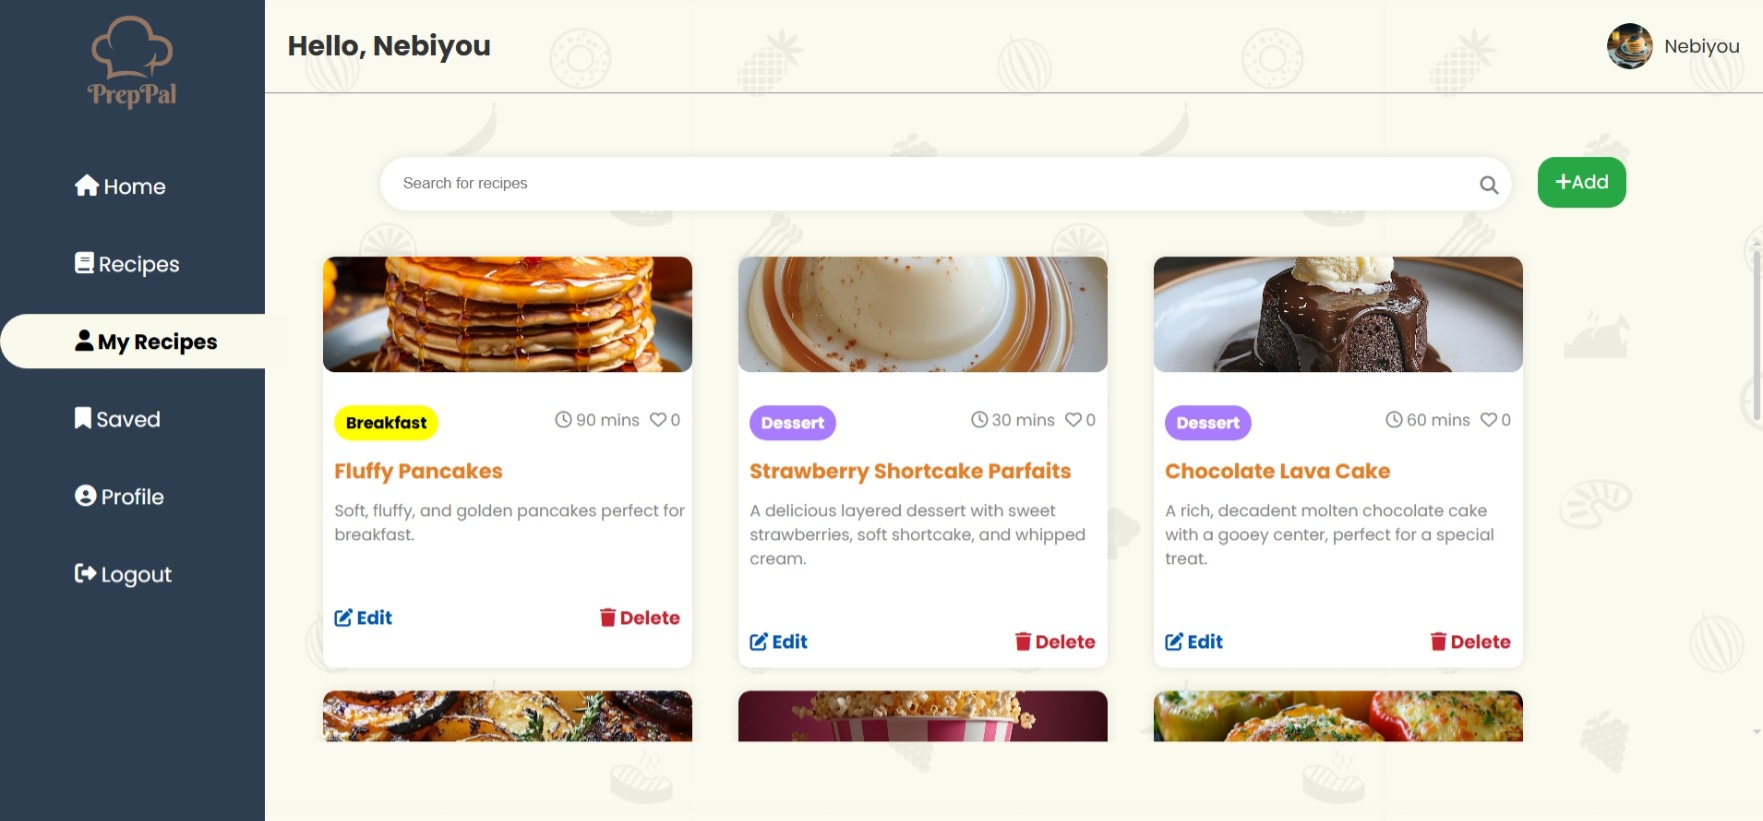 PrepPal
Home
Recipes
My Recipes
Saved
Profile
Logout
Hello, Nebiyou
Nebiyou
Search for recipes
+Add
Breakfast
90 mins
0
Fluffy Pancakes
Soft, fluffy, and golden pancakes perfect for
breakfast.
Edit
Delete
Dessert
30 mins
0
Strawberry Shortcake Parfaits
A delicious layered dessert with sweet
strawberries, soft shortcake, and whipped
cream.
Edit
Delete
Dessert
60 mins
0
Chocolate Lava Cake
A rich, decadent molten chocolate cake
with a gooey center, perfect for a special
treat.
Edit
Delete